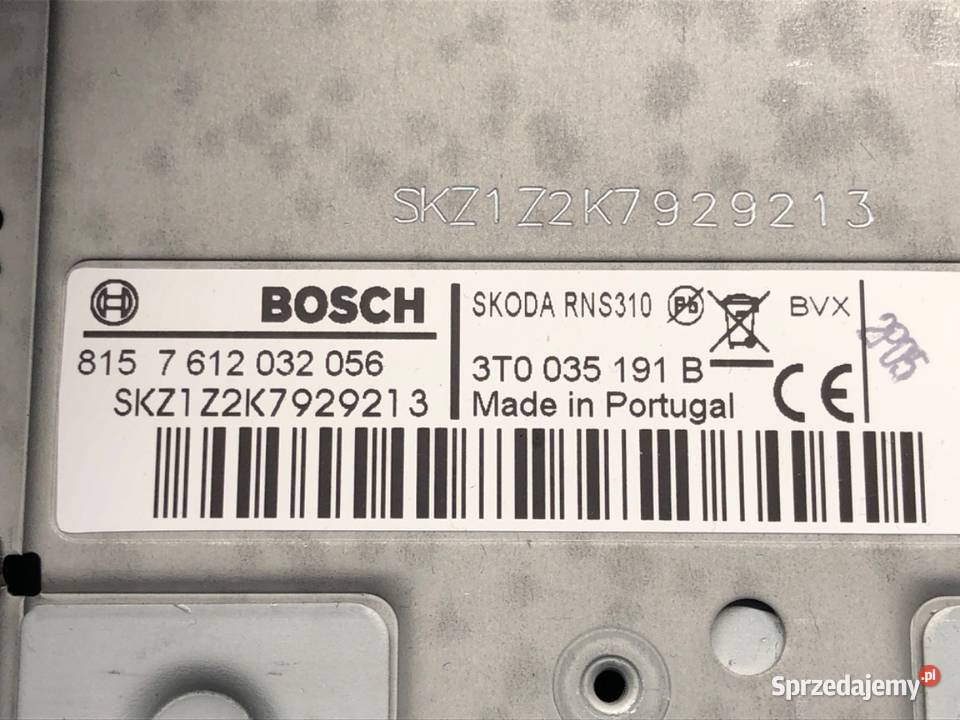 SKZ1Z2K7929213
BOSCH
815 7 612 032 056
SKZ1Z2K7929213
SKODA RNS310 Pb BVX
3T0 035 191 B
Made in Portugal CE
Sprzedajemy.pl